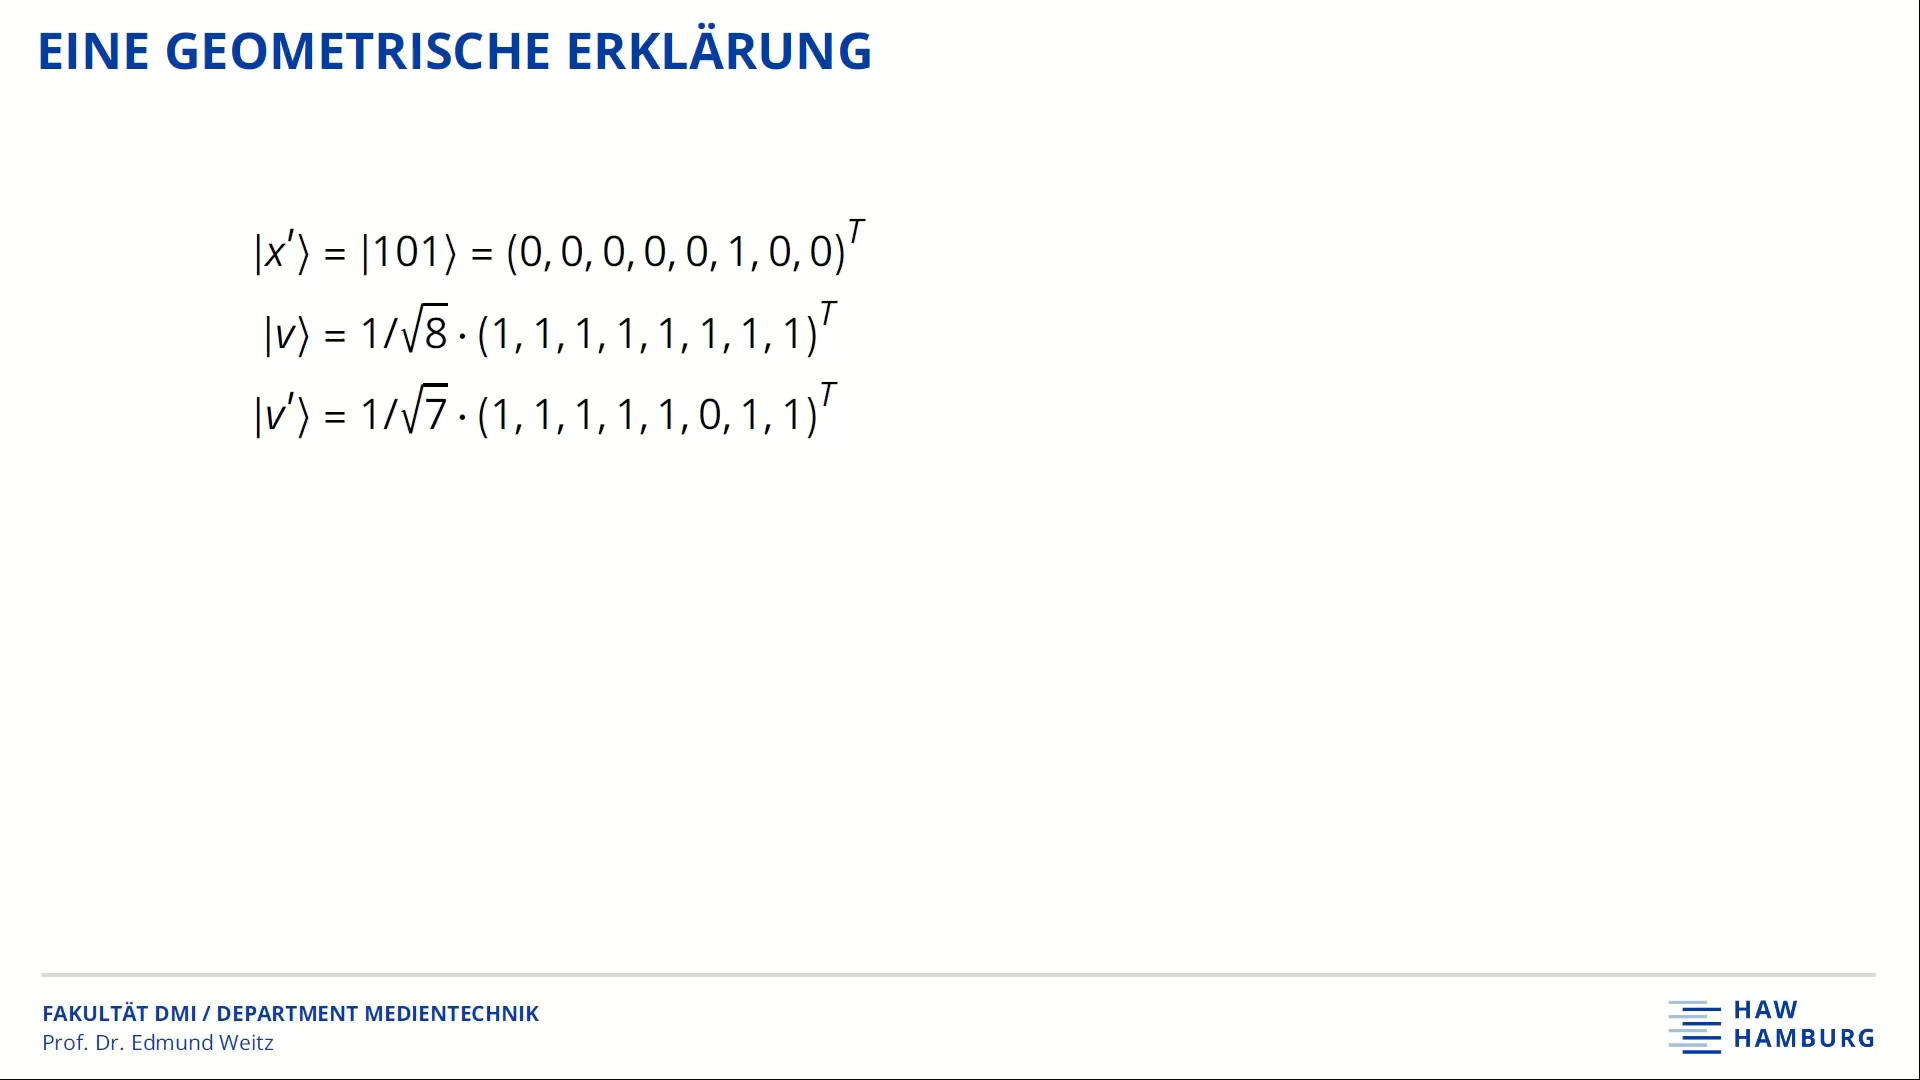 EINE GEOMETRISCHE ERKLÄRUNG
|x′⟩ = |101⟩ = (0, 0, 0, 0, 0, 1, 0, 0)ᵀ
|v⟩ = 1/√8 · (1, 1, 1, 1, 1, 1, 1, 1)ᵀ
|v′⟩ = 1/√7 · (1, 1, 1, 1, 1, 0, 1, 1)ᵀ
FAKULTÄT DMI / DEPARTMENT MEDIENTECHNIK
Prof. Dr. Edmund Weitz
HAW
HAMBURG